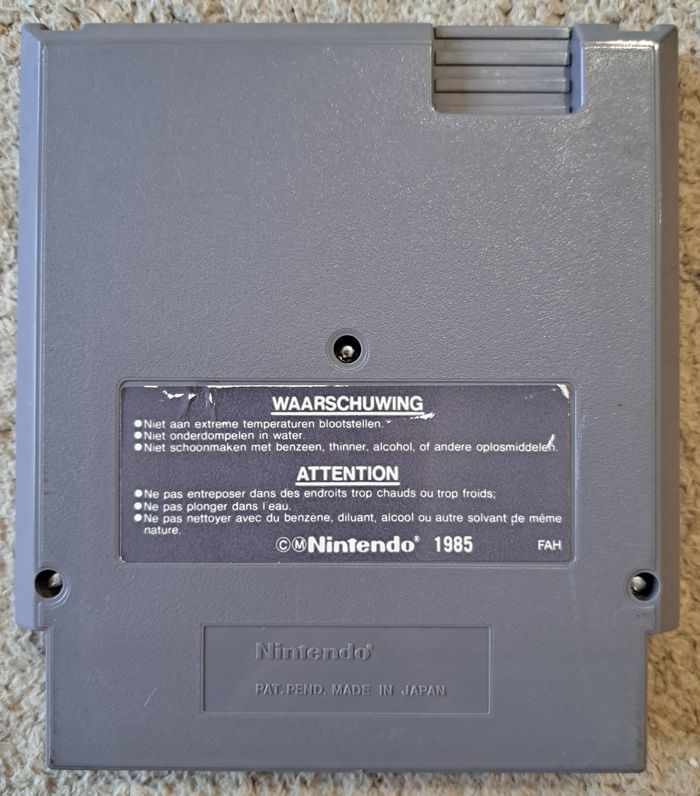 WAARSCHUWING
●Niet aan extreme temperaturen blootstellen.
●Niet onderdompelen in water.
●Niet schoonmaken met benzeen, thinner, alcohol, of andere oplosmiddelen.
ATTENTION
●Ne pas entreposer dans des endroits trop chauds ou trop froids;
●Ne pas plonger dans l'eau.
●Ne pas nettoyer avec du benzene, diluant, alcool ou autre solvant de même
nature.
ⒸⓂNintendo® 1985 FAH
Nintendo®
PAT. PEND. MADE IN JAPAN